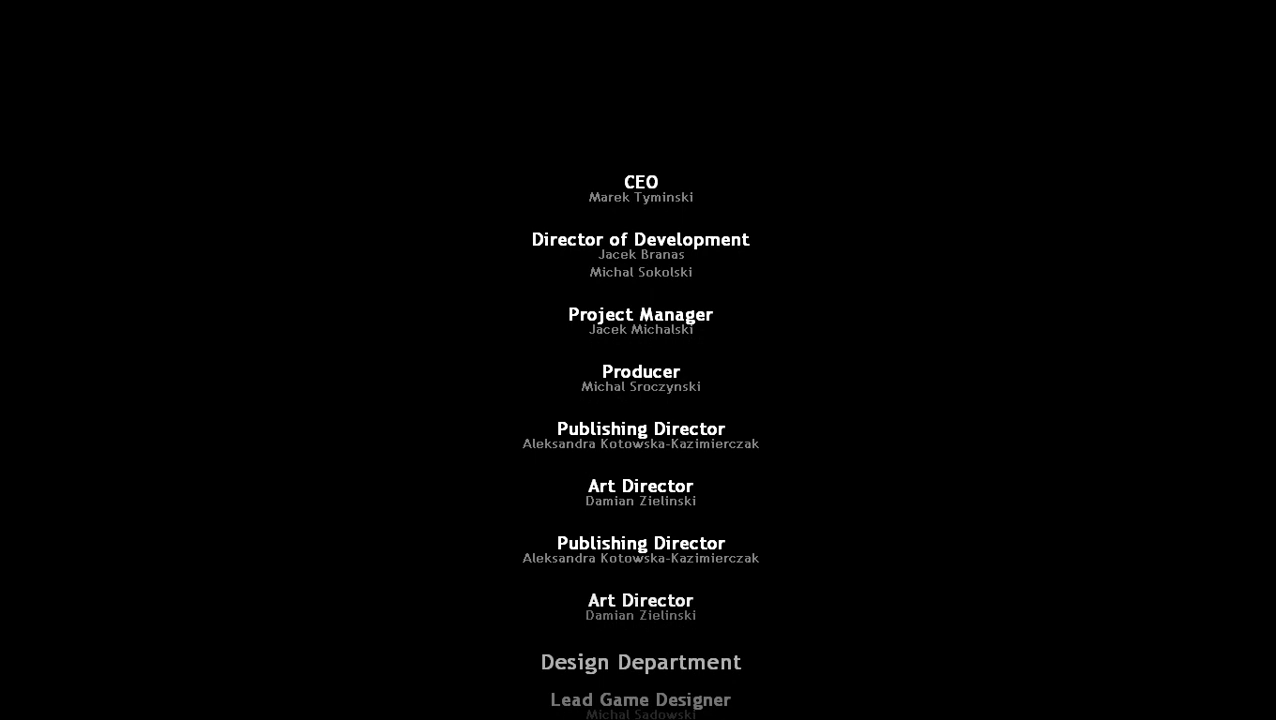 CEO
Marek Tyminski
Director of Development
Jacek Branas
Michal Sokolski
Project Manager
Jacek Michalski
Producer
Michal Sroczynski
Publishing Director
Aleksandra Kotowska-Kazimierczak
Art Director
Damian Zielinski
Publishing Director
Aleksandra Kotowska-Kazimierczak
Art Director
Damian Zielinski
Design Department
Lead Game Designer
Michal Sadowski